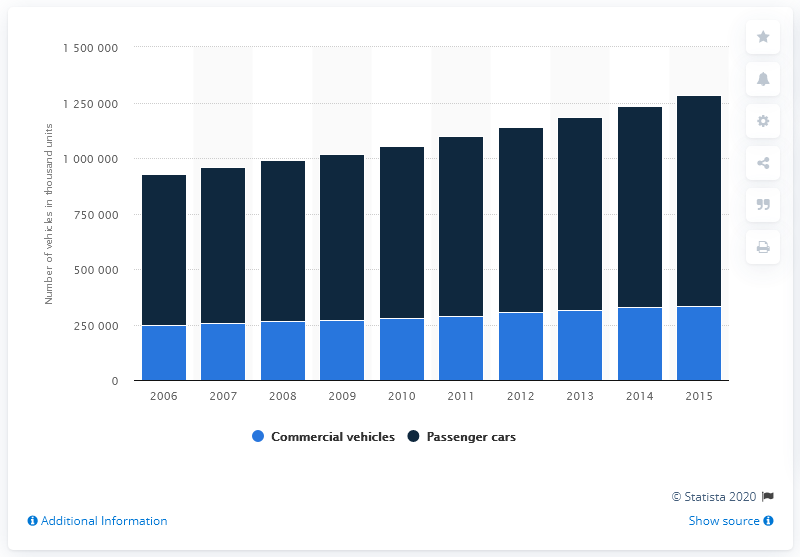 1 500 000
1 250 000
1 000 000
750 000
500 000
250 000
0
Number of vehicles in thousand units
2006 2007 2008 2009 2010 2011 2012 2013 2014 2015
Commercial vehicles Passenger cars
© Statista 2020
Additional Information Show source